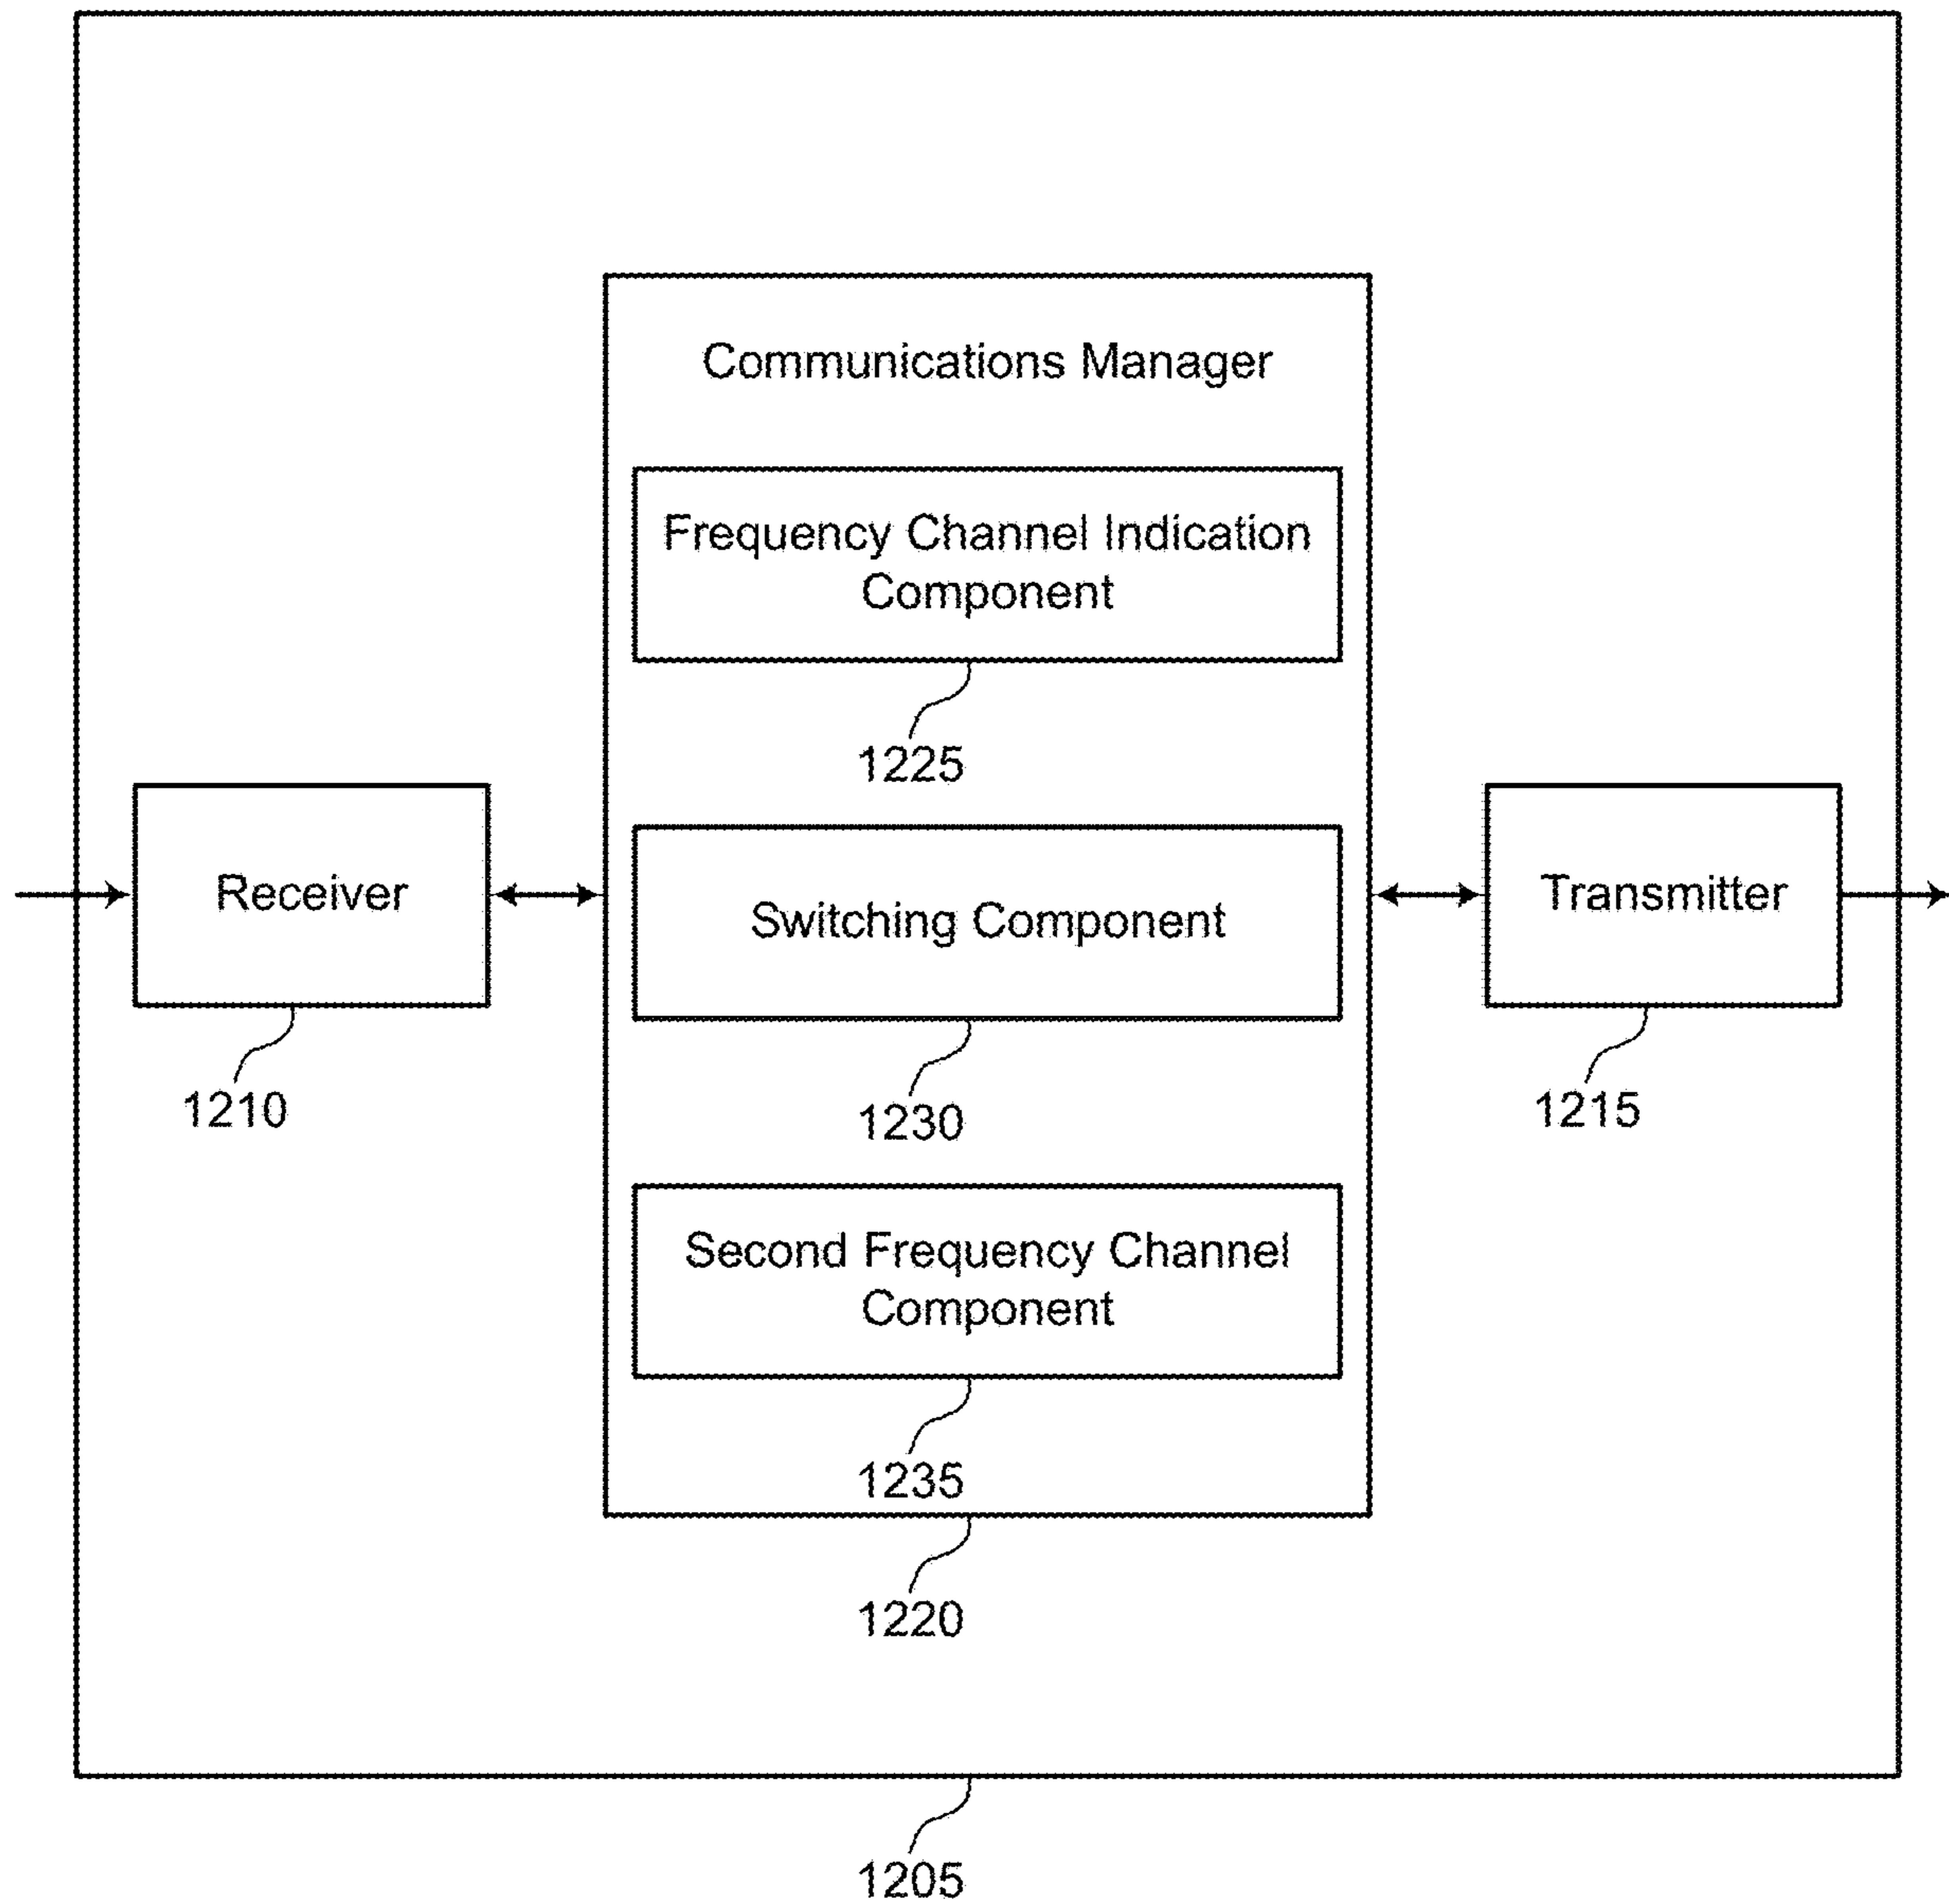 Communications Manager
Frequency Channel Indication
Component
1225
Receiver
1210
Switching Component
1230
Transmitter
1215
Second Frequency Channel
Component
1235
1220
1205